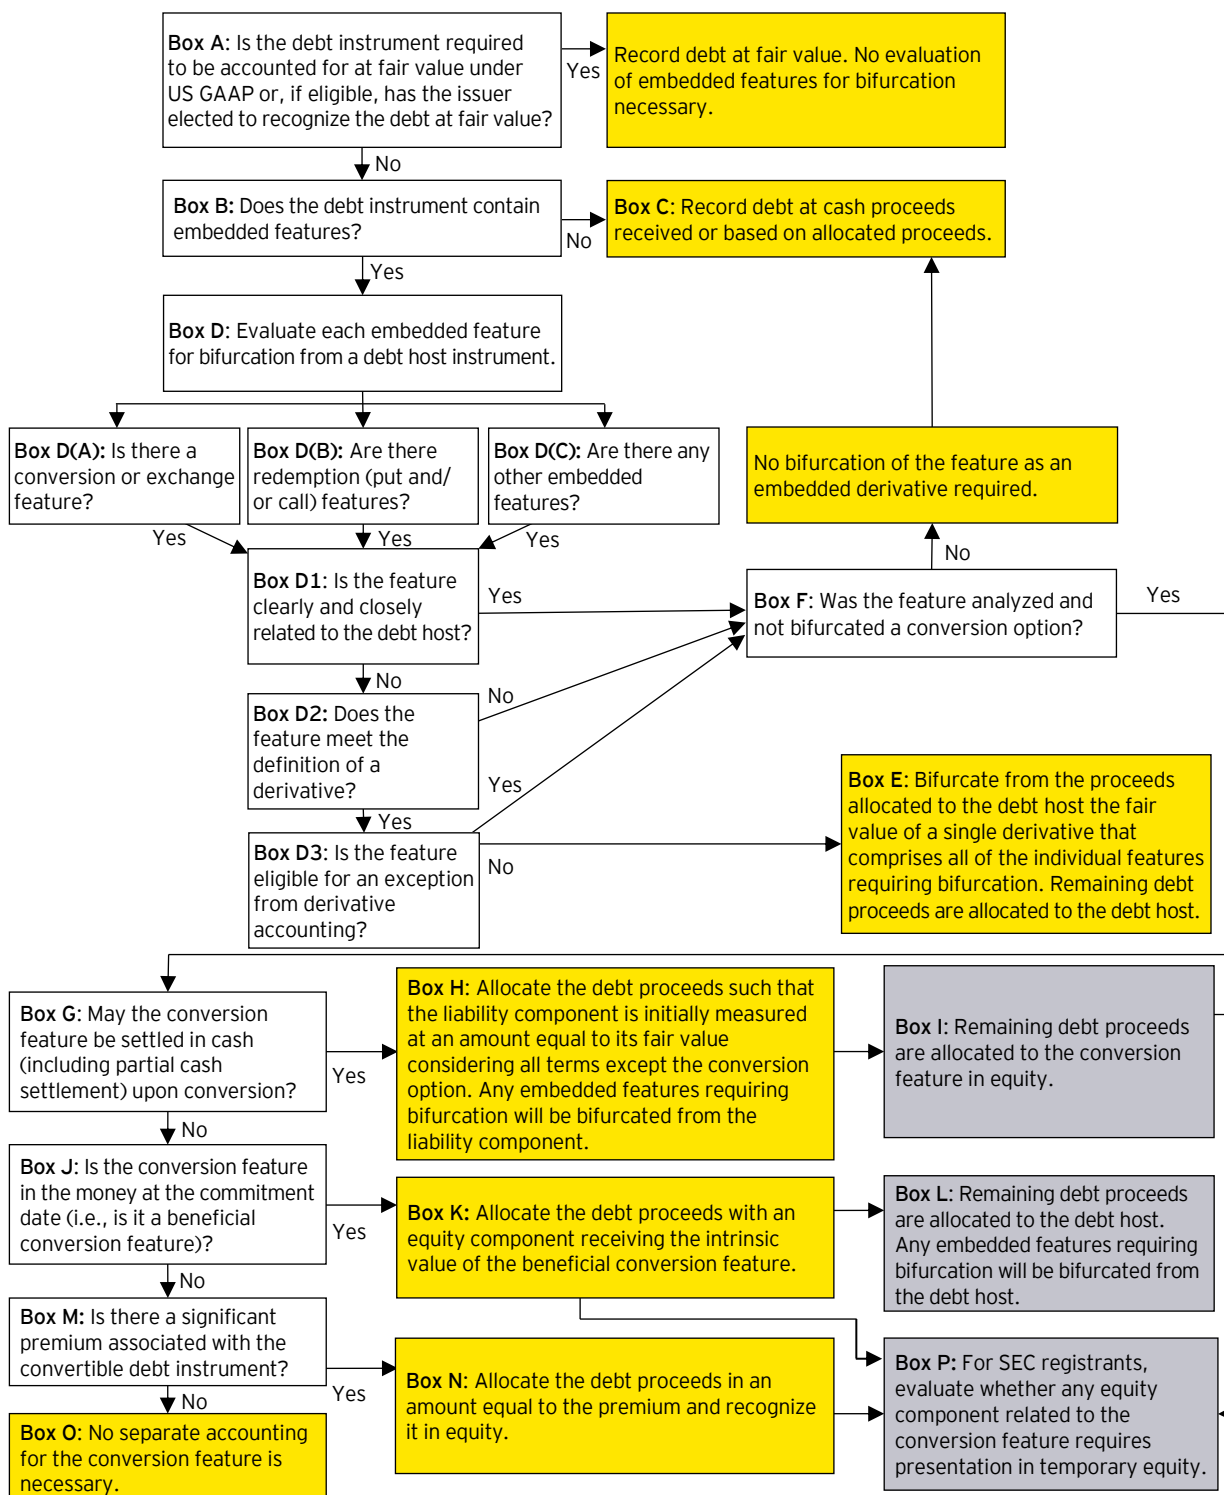 Box A: Is the debt instrument required
to be accounted for at fair value under
US GAAP or, if eligible, has the issuer
elected to recognize the debt at fair value?
Yes
Record debt at fair value. No evaluation
of embedded features for bifurcation
necessary.
No
Box B: Does the debt instrument contain
embedded features?
No
Box C: Record debt at cash proceeds
received or based on allocated proceeds.
Yes
Box D: Evaluate each embedded feature
for bifurcation from a debt host instrument.
Box D(A): Is there a
conversion or exchange
feature?
Box D(B): Are there
redemption (put and/
or call) features?
Box D(C): Are there any
other embedded
features?
No bifurcation of the feature as an
embedded derivative required.
Yes
Yes
Yes
No
Box D1: Is the feature
clearly and closely
related to the debt host?
Yes
Box F: Was the feature analyzed and
not bifurcated a conversion option?
Yes
No
Box D2: Does the
feature meet the
definition of a
derivative?
No
Yes
Yes
Box D3: Is the feature
eligible for an exception
from derivative
accounting?
No
Box E: Bifurcate from the proceeds
allocated to the debt host the fair
value of a single derivative that
comprises all of the individual features
requiring bifurcation. Remaining debt
proceeds are allocated to the debt host.
Box G: May the conversion
feature be settled in cash
(including partial cash
settlement) upon conversion?
Yes
Box H: Allocate the debt proceeds such that
the liability component is initially measured
at an amount equal to its fair value
considering all terms except the conversion
option. Any embedded features requiring
bifurcation will be bifurcated from the
liability component.
Box I: Remaining debt proceeds
are allocated to the conversion
feature in equity.
No
Box J: Is the conversion feature
in the money at the commitment
date (i.e., is it a beneficial
conversion feature)?
Yes
Box K: Allocate the debt proceeds with an
equity component receiving the intrinsic
value of the beneficial conversion feature.
Box L: Remaining debt proceeds
are allocated to the debt host.
Any embedded features requiring
bifurcation will be bifurcated from
the debt host.
No
Box M: Is there a significant
premium associated with the
convertible debt instrument?
Yes
Box N: Allocate the debt proceeds in an
amount equal to the premium and recognize
it in equity.
Box P: For SEC registrants,
evaluate whether any equity
component related to the
conversion feature requires
presentation in temporary equity.
No
Box O: No separate accounting
for the conversion feature is
necessary.